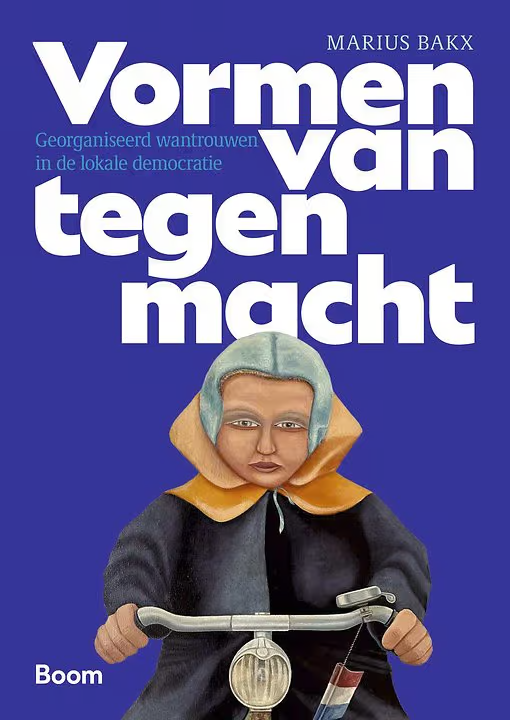 MARIUS BAKX
Vormen
Georganiseerd wantrouwen
in de lokale democratie
van
tegen
macht
Boom